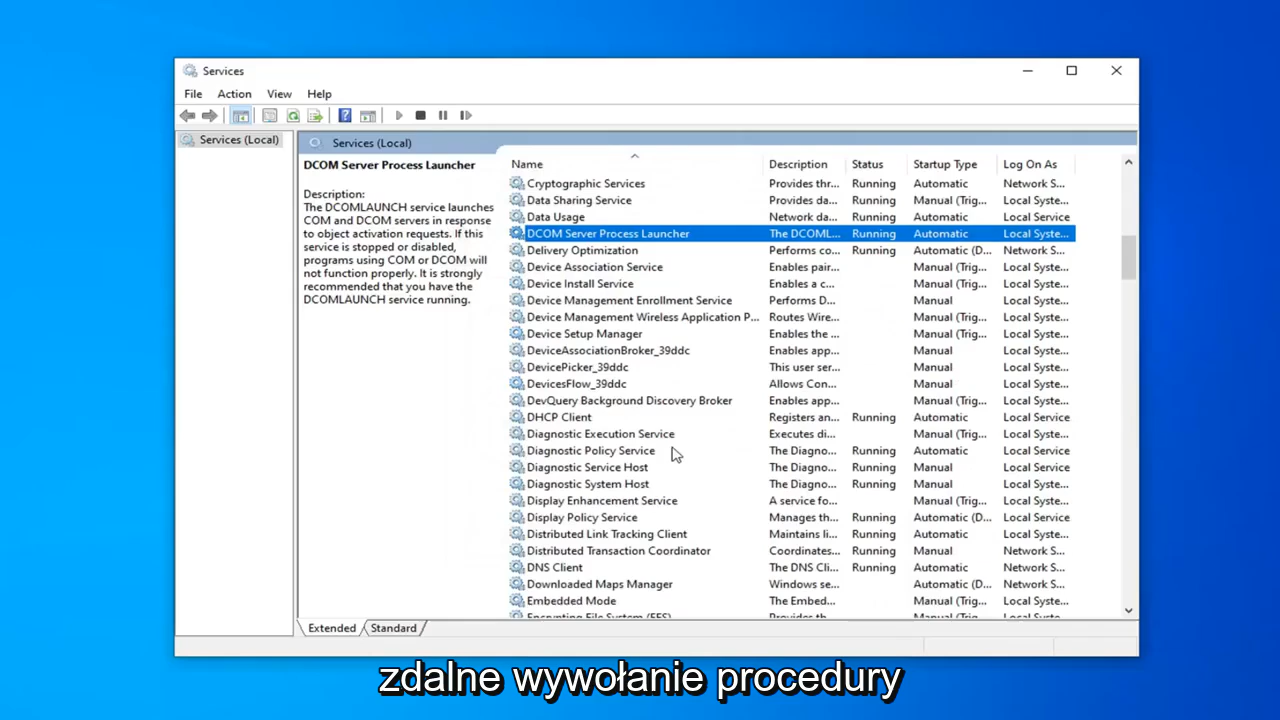 Services
File Action View Help
Services (Local)
Services (Local)
DCOM Server Process Launcher
Description:
The DCOMLAUNCH service launches
COM and DCOM servers in response
to object activation requests. If this
service is stopped or disabled,
programs using COM or DCOM will
not function properly. It is strongly
recommended that you have the
DCOMLAUNCH service running.
Name Description Status Startup Type Log On As
Cryptographic Services Provides thr... Running Automatic Network S...
Data Sharing Service Provides da... Running Manual (Trig... Local Syste...
Data Usage Network da... Running Automatic Local Service
DCOM Server Process Launcher The DCOML... Running Automatic Local Syste...
Delivery Optimization Performs co... Running Automatic (D... Network S...
Device Association Service Enables pair... Manual (Trig... Local Syste...
Device Install Service Enables a c... Manual (Trig... Local Syste...
Device Management Enrollment Service Performs D... Manual Local Syste...
Device Management Wireless Application P... Routes Wire... Manual (Trig... Local Syste...
Device Setup Manager Enables the ... Manual (Trig... Local Syste...
DeviceAssociationBroker_39ddc Enables app... Manual Local Syste...
DevicePicker_39ddc This user ser... Manual Local Syste...
DevicesFlow_39ddc Allows Con... Manual Local Syste...
DevQuery Background Discovery Broker Enables app... Manual (Trig... Local Syste...
DHCP Client Registers an... Running Automatic Local Service
Diagnostic Execution Service Executes di... Manual (Trig... Local Syste...
Diagnostic Policy Service The Diagno... Running Automatic Local Service
Diagnostic Service Host The Diagno... Running Manual Local Service
Diagnostic System Host The Diagno... Running Manual Local Syste...
Display Enhancement Service A service fo... Manual (Trig... Local Syste...
Display Policy Service Manages th... Running Automatic (D... Local Service
Distributed Link Tracking Client Maintains li... Running Automatic Local Syste...
Distributed Transaction Coordinator Coordinates... Running Manual Network S...
DNS Client The DNS Cli... Running Automatic (Trig... Network S...
Downloaded Maps Manager Windows se... Automatic (D... Network S...
Embedded Mode The Embed... Manual (Trig... Local Syste...
Encrypting File System (EFS) Provides th... Manual (Trig... Local Syste...
Extended Standard
zdalne wywołanie procedury